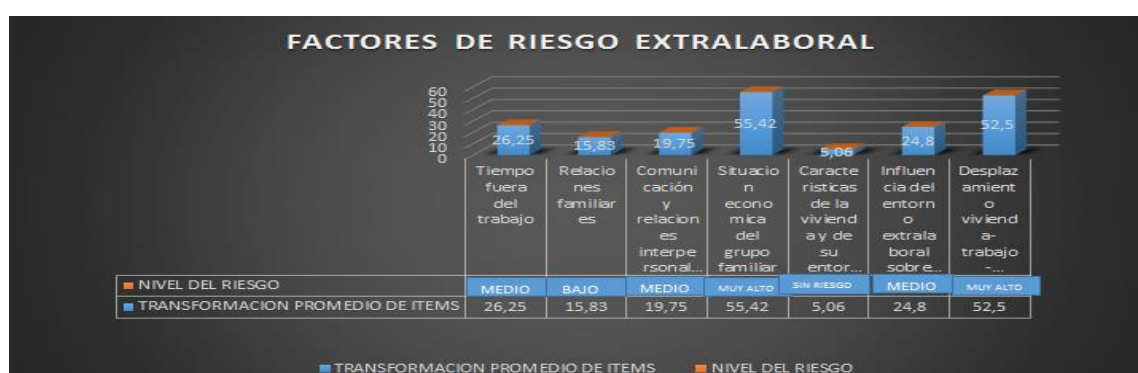 FACTORES DE RIESGO EXTRALABORAL
60
50
40
30
20
10
0
26,25
15,83
19,75
55,42
5,06
24,8
52,5
Tiempo
fuera
del
trabajo
Relacio
nes
familiar
es
Comuni
cación
y
relacion
es
interpe
rsonal...
Situacio
n
econo
mica
del
grupo
familiar
Caracte
risticas
de la
viviend
a y de
su
entor...
Influen
cia del
entorn
o
extrala
boral
sobre...
Desplaz
amient
o
viviend
a-
trabajo
-...
NIVEL DEL RIESGO MEDIO BAJO MEDIO MUY ALTO SIN RIESGO MEDIO MUY ALTO
TRANSFORMACION PROMEDIO DE ITEMS 26,25 15,83 19,75 55,42 5,06 24,8 52,5
TRANSFORMACION PROMEDIO DE ITEMS NIVEL DEL RIESGO